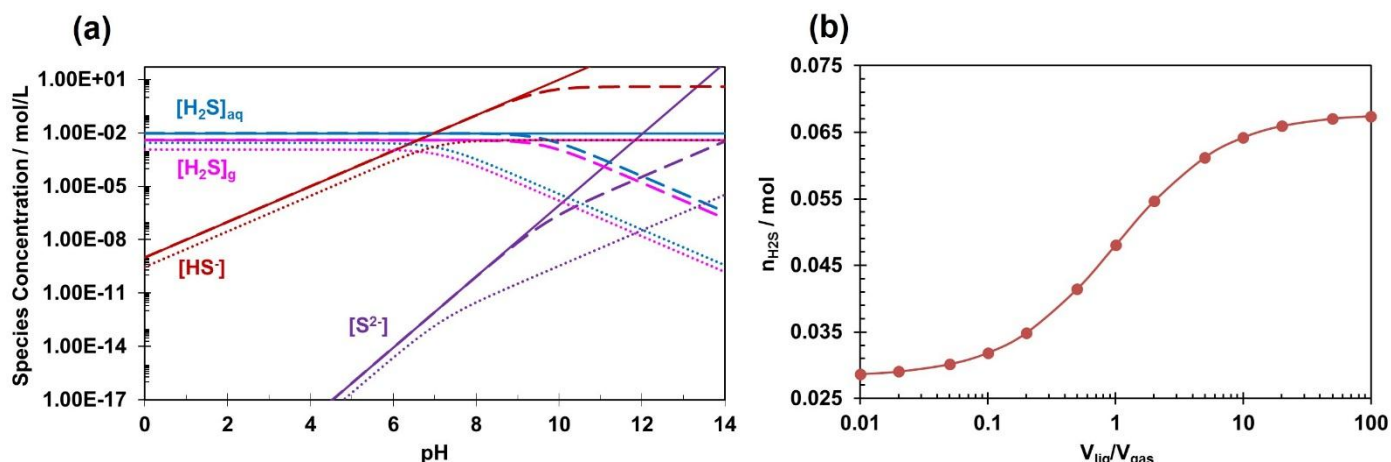 (a)
Species Concentration / mol/L
1.00E+01
1.00E-02
1.00E-05
1.00E-08
1.00E-11
1.00E-14
1.00E-17
[H₂S]aq
[H₂S]g
[HS⁻]
[S²⁻]
0 2 4 6 8 10 12 14
pH
(b)
nH2S / mol
0.075
0.065
0.055
0.045
0.035
0.025
0.01 0.1 1 10 100
Vliq/Vgas